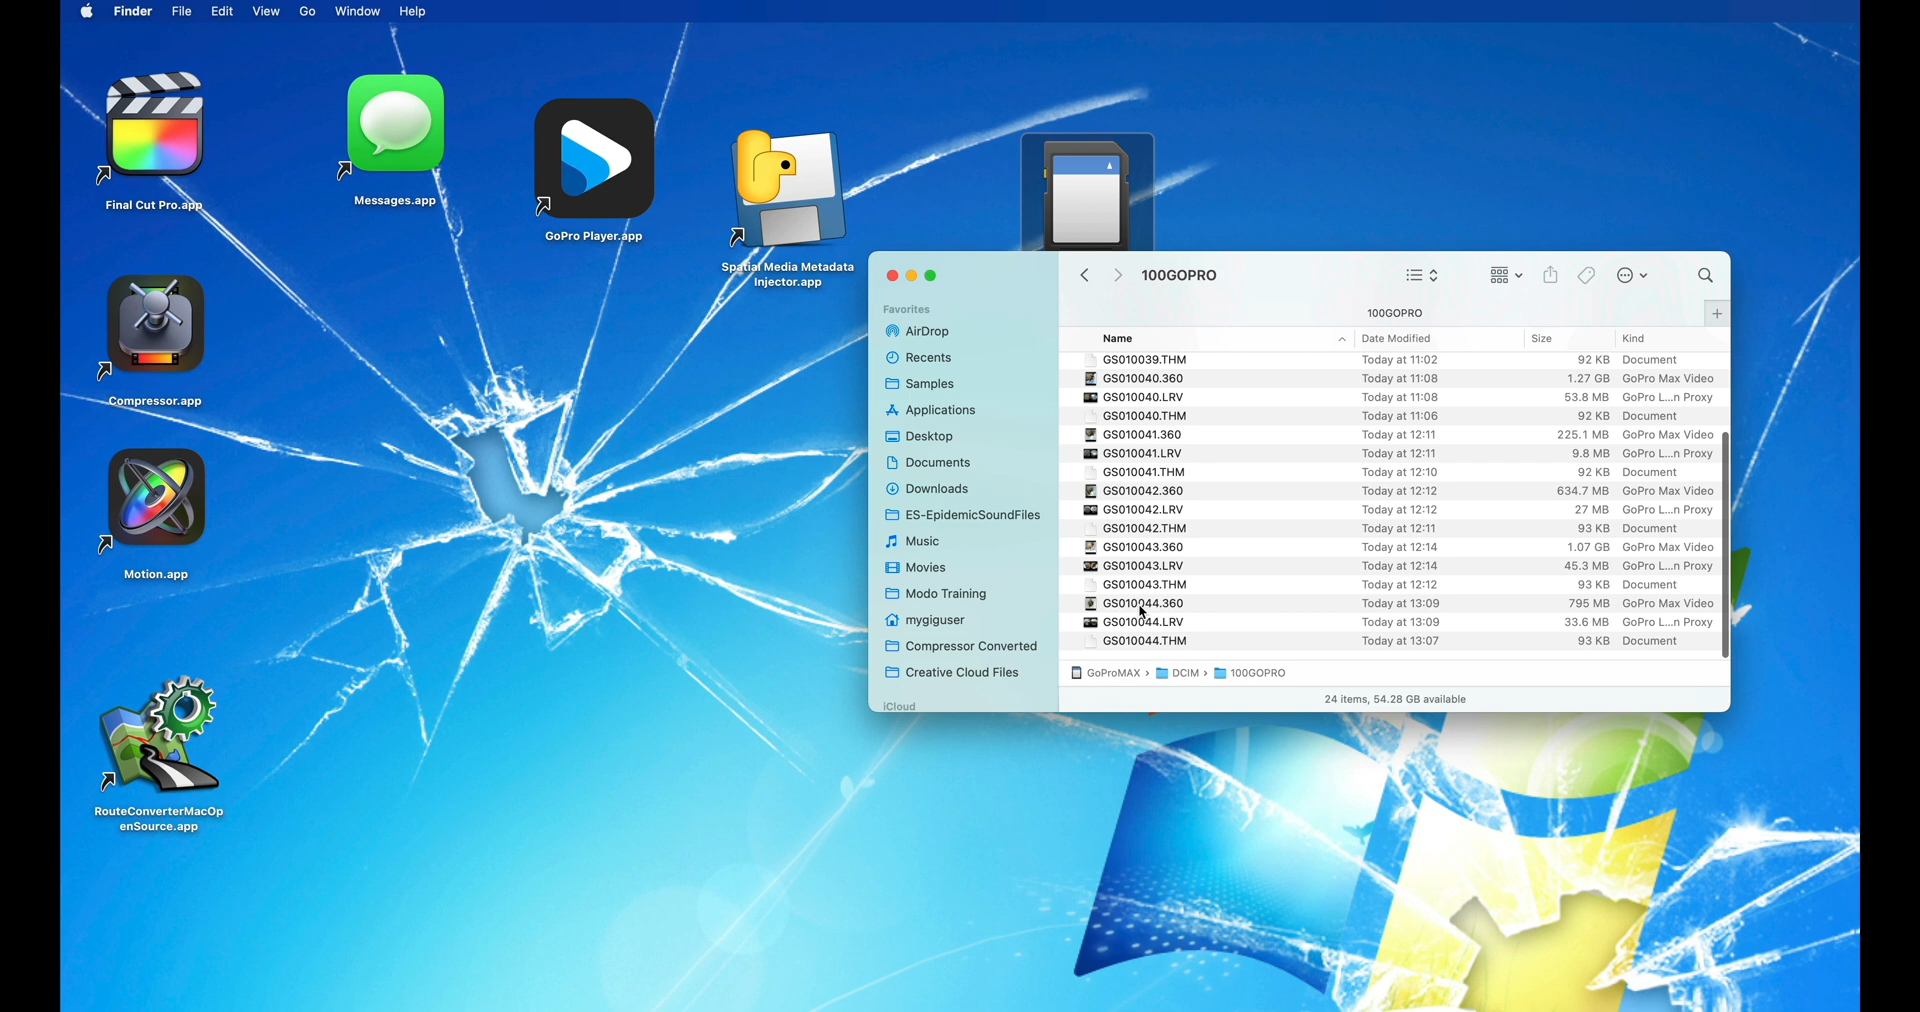 Finder File Edit View Go Window Help
Final Cut Pro.app
Messages.app
GoPro Player.app
Spatial Media Metadata
Injector.app
Compressor.app
Motion.app
RouteConverterMacOp
enSource.app
Favorites
AirDrop
Recents
Samples
Applications
Desktop
Documents
Downloads
ES-EpidemicSoundFiles
Music
Movies
Modo Training
mygiguser
Compressor Converted
Creative Cloud Files
iCloud
100GOPRO
100GOPRO
Name Date Modified Size Kind
GS010039.THM Today at 11:02 92 KB Document
GS010040.360 Today at 11:08 1.27 GB GoPro Max Video
GS010040.LRV Today at 11:08 53.8 MB GoPro L...n Proxy
GS010040.THM Today at 11:06 92 KB Document
GS010041.360 Today at 12:11 225.1 MB GoPro Max Video
GS010041.LRV Today at 12:11 9.8 MB GoPro L...n Proxy
GS010041.THM Today at 12:10 92 KB Document
GS010042.360 Today at 12:12 634.7 MB GoPro Max Video
GS010042.LRV Today at 12:12 27 MB GoPro L...n Proxy
GS010042.THM Today at 12:11 93 KB Document
GS010043.360 Today at 12:14 1.07 GB GoPro Max Video
GS010043.LRV Today at 12:14 45.3 MB GoPro L...n Proxy
GS010043.THM Today at 12:12 93 KB Document
GS010044.360 Today at 13:09 795 MB GoPro Max Video
GS010044.LRV Today at 13:09 33.6 MB GoPro L...n Proxy
GS010044.THM Today at 13:07 93 KB Document
GoProMAX › DCIM › 100GOPRO
24 items, 54.28 GB available